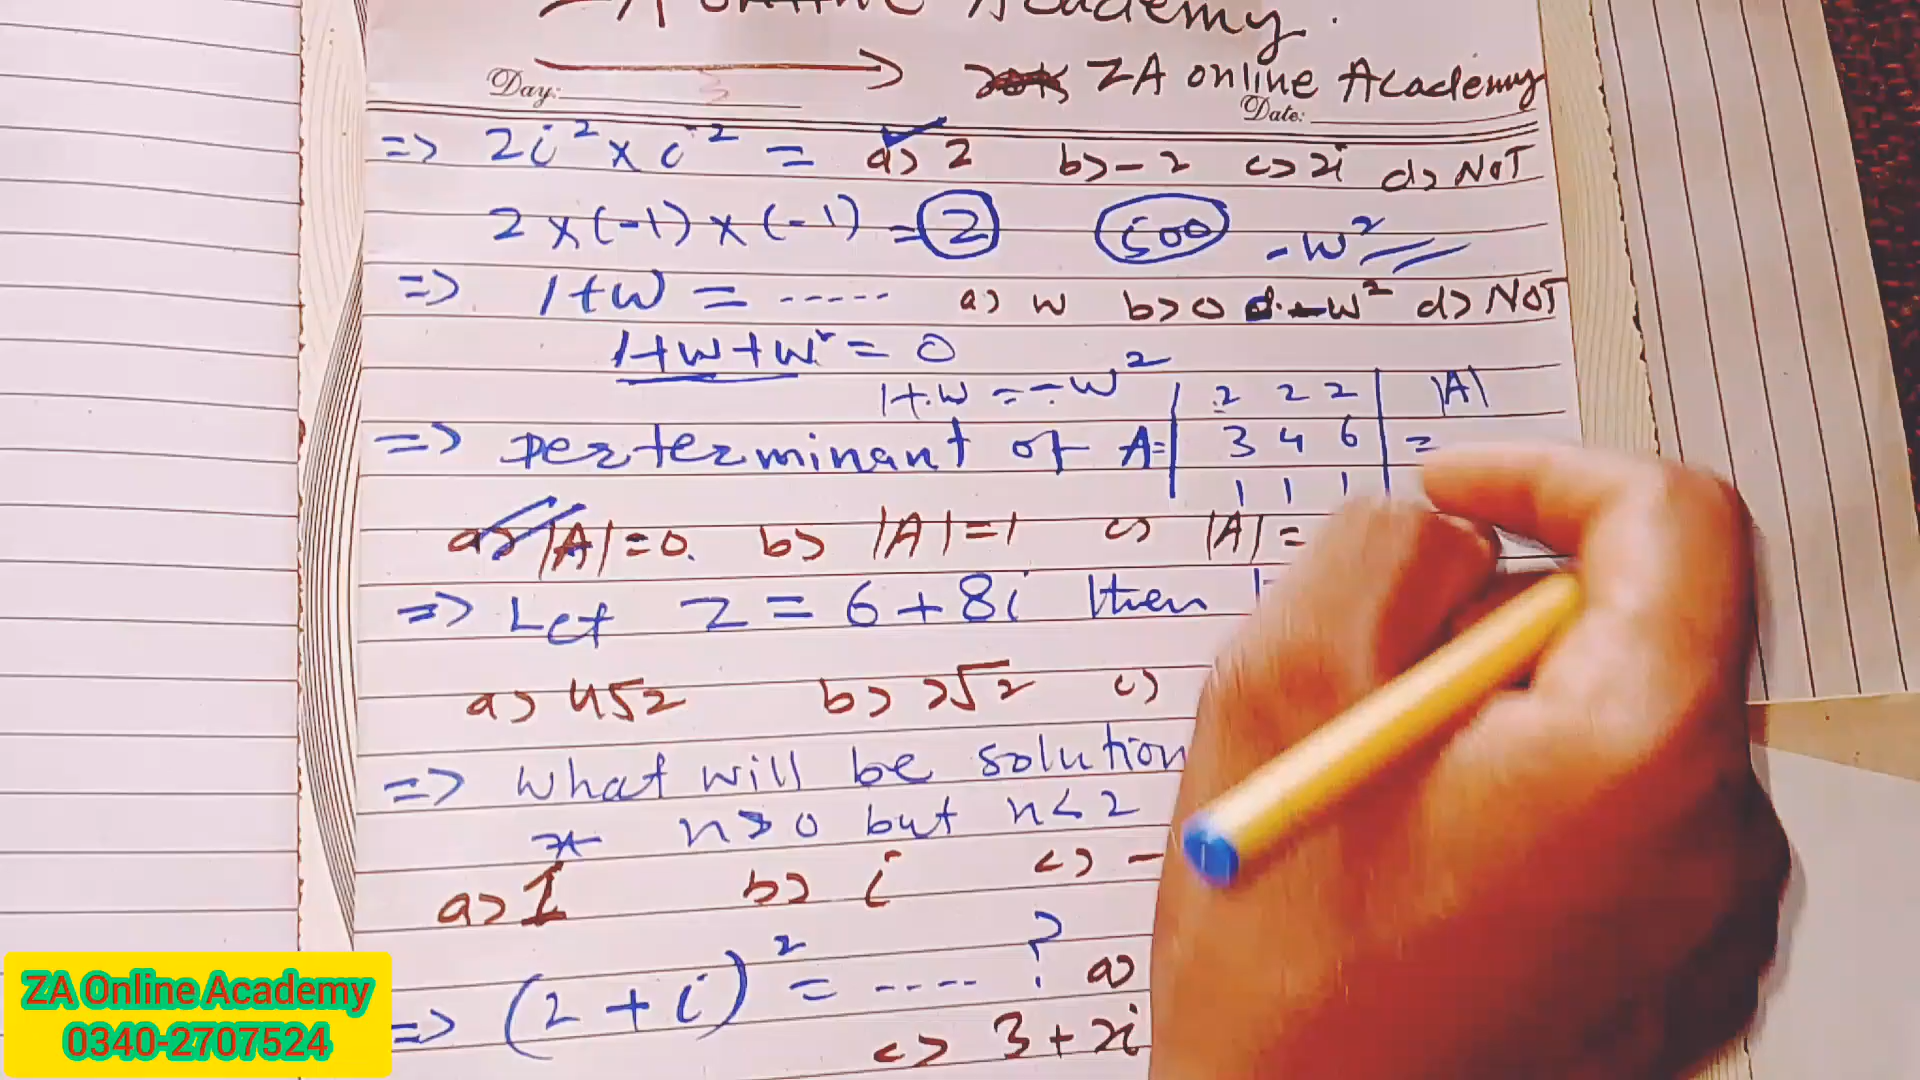 ZA online Academy.
ZA online Academy
Day:
Date:
=> 2i² × i² = a> 2 b> - 2 c> 2i d> NOT
2 × (-1) × (-1) = 2
- w²
=> 1+w = ----- a) w b> 0 - w² d> NOT
1+w+w² = 0
1+w = -w²
2 2 2 |A|
=> Perterminant of A= 3 4 6 =
1 1 1
a> |A| = 0. b> |A| = 1 c> |A| =
=> Let z = 6 + 8i then
a> 4√2 b> 2√2 c>
=> what will be solution
n > 0 but n < 2
a> 1 b> i c> -
=> (2 + i)² = ---- ? a>
c> 3 + 2i
ZA Online Academy
0340-2707524